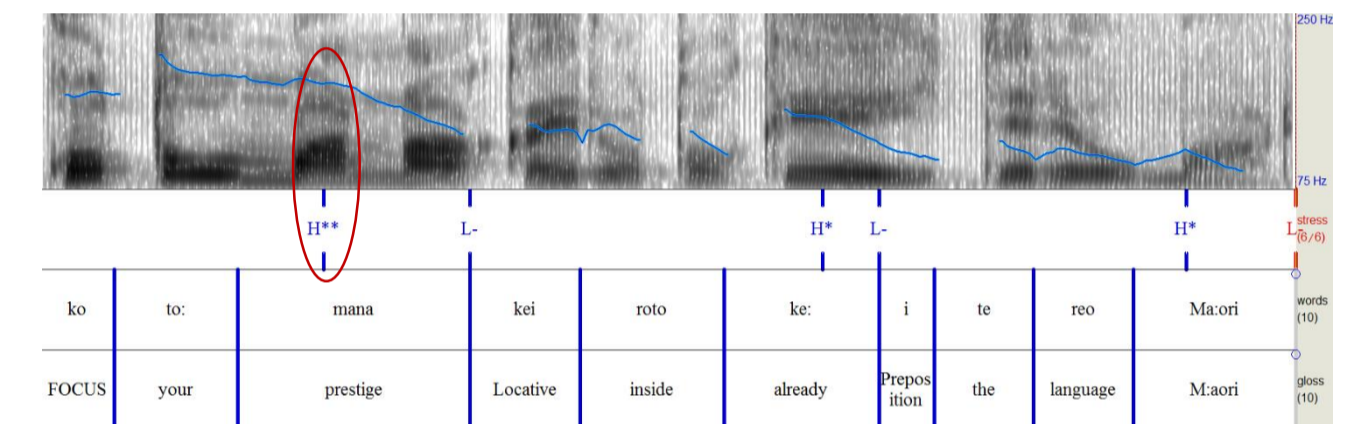 250 Hz
75 Hz
H** L- H* L- H* L-
stress
(6/6)
ko to: mana kei roto ke: i te reo Ma:ori
words
(10)
FOCUS your prestige Locative inside already Prepos
ition the language M:aori
gloss
(10)